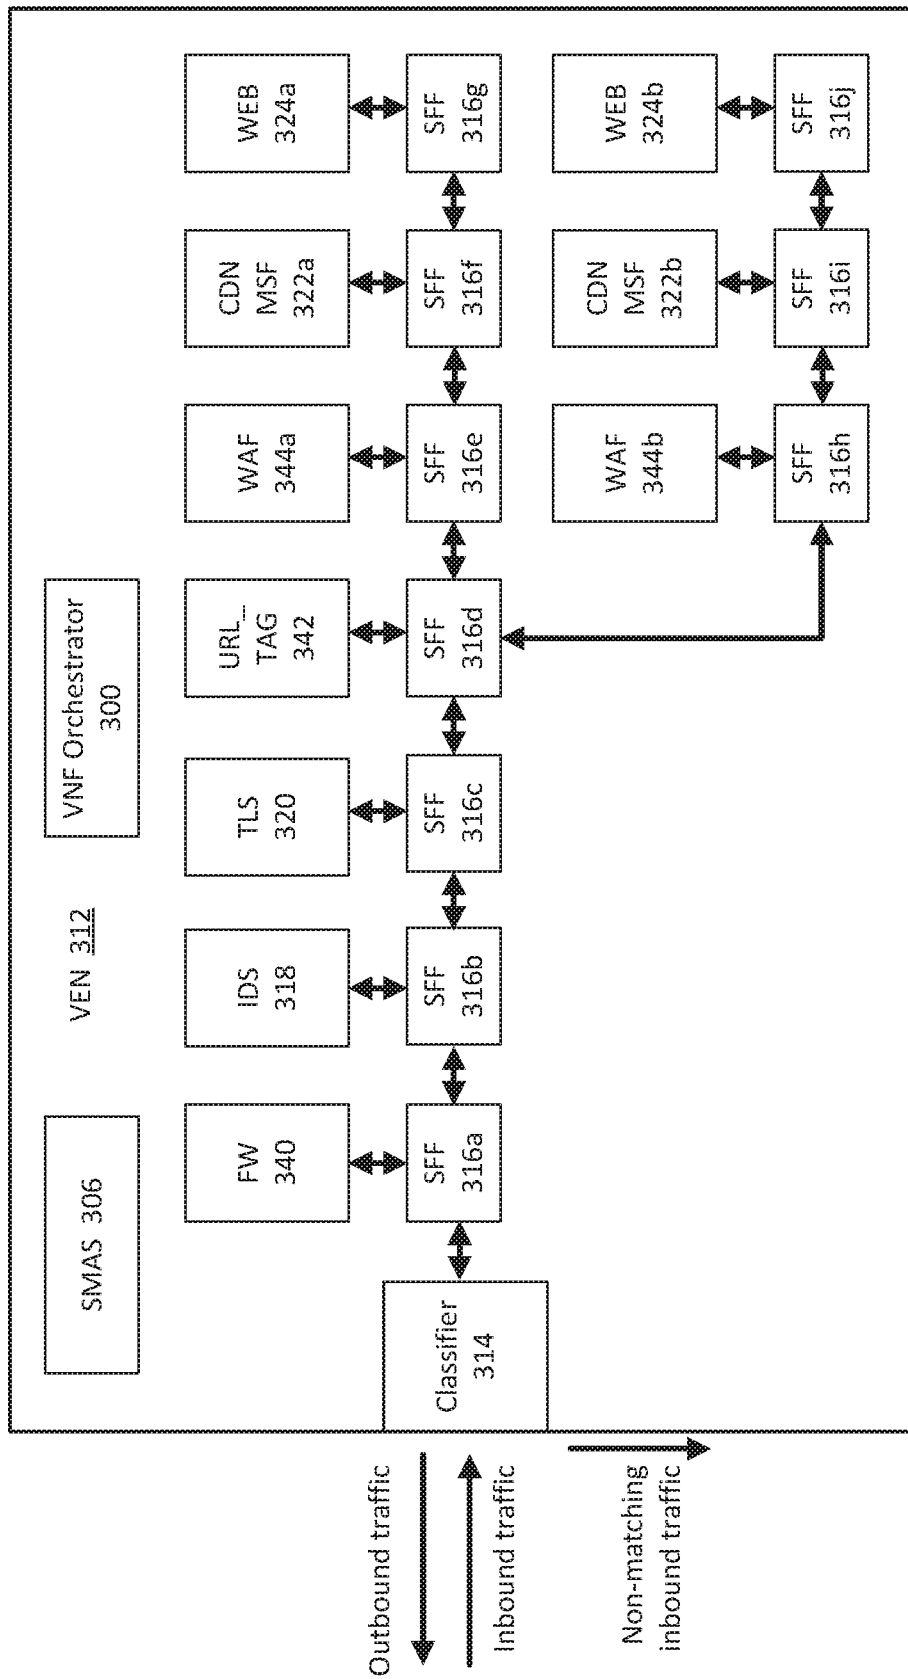 SMAS 306
VEN 312
VNF Orchestrator
300
FW
340
IDS
318
TLS
320
URL_
TAG
342
WAF
344a
CDN
MSF
322a
WEB
324a
Classifier
314
SFF
316a
SFF
316b
SFF
316c
SFF
316d
SFF
316e
SFF
316f
SFF
316g
WAF
344b
CDN
MSF
322b
WEB
324b
SFF
316h
SFF
316i
SFF
316j
Outbound traffic
Inbound traffic
Non-matching
inbound traffic